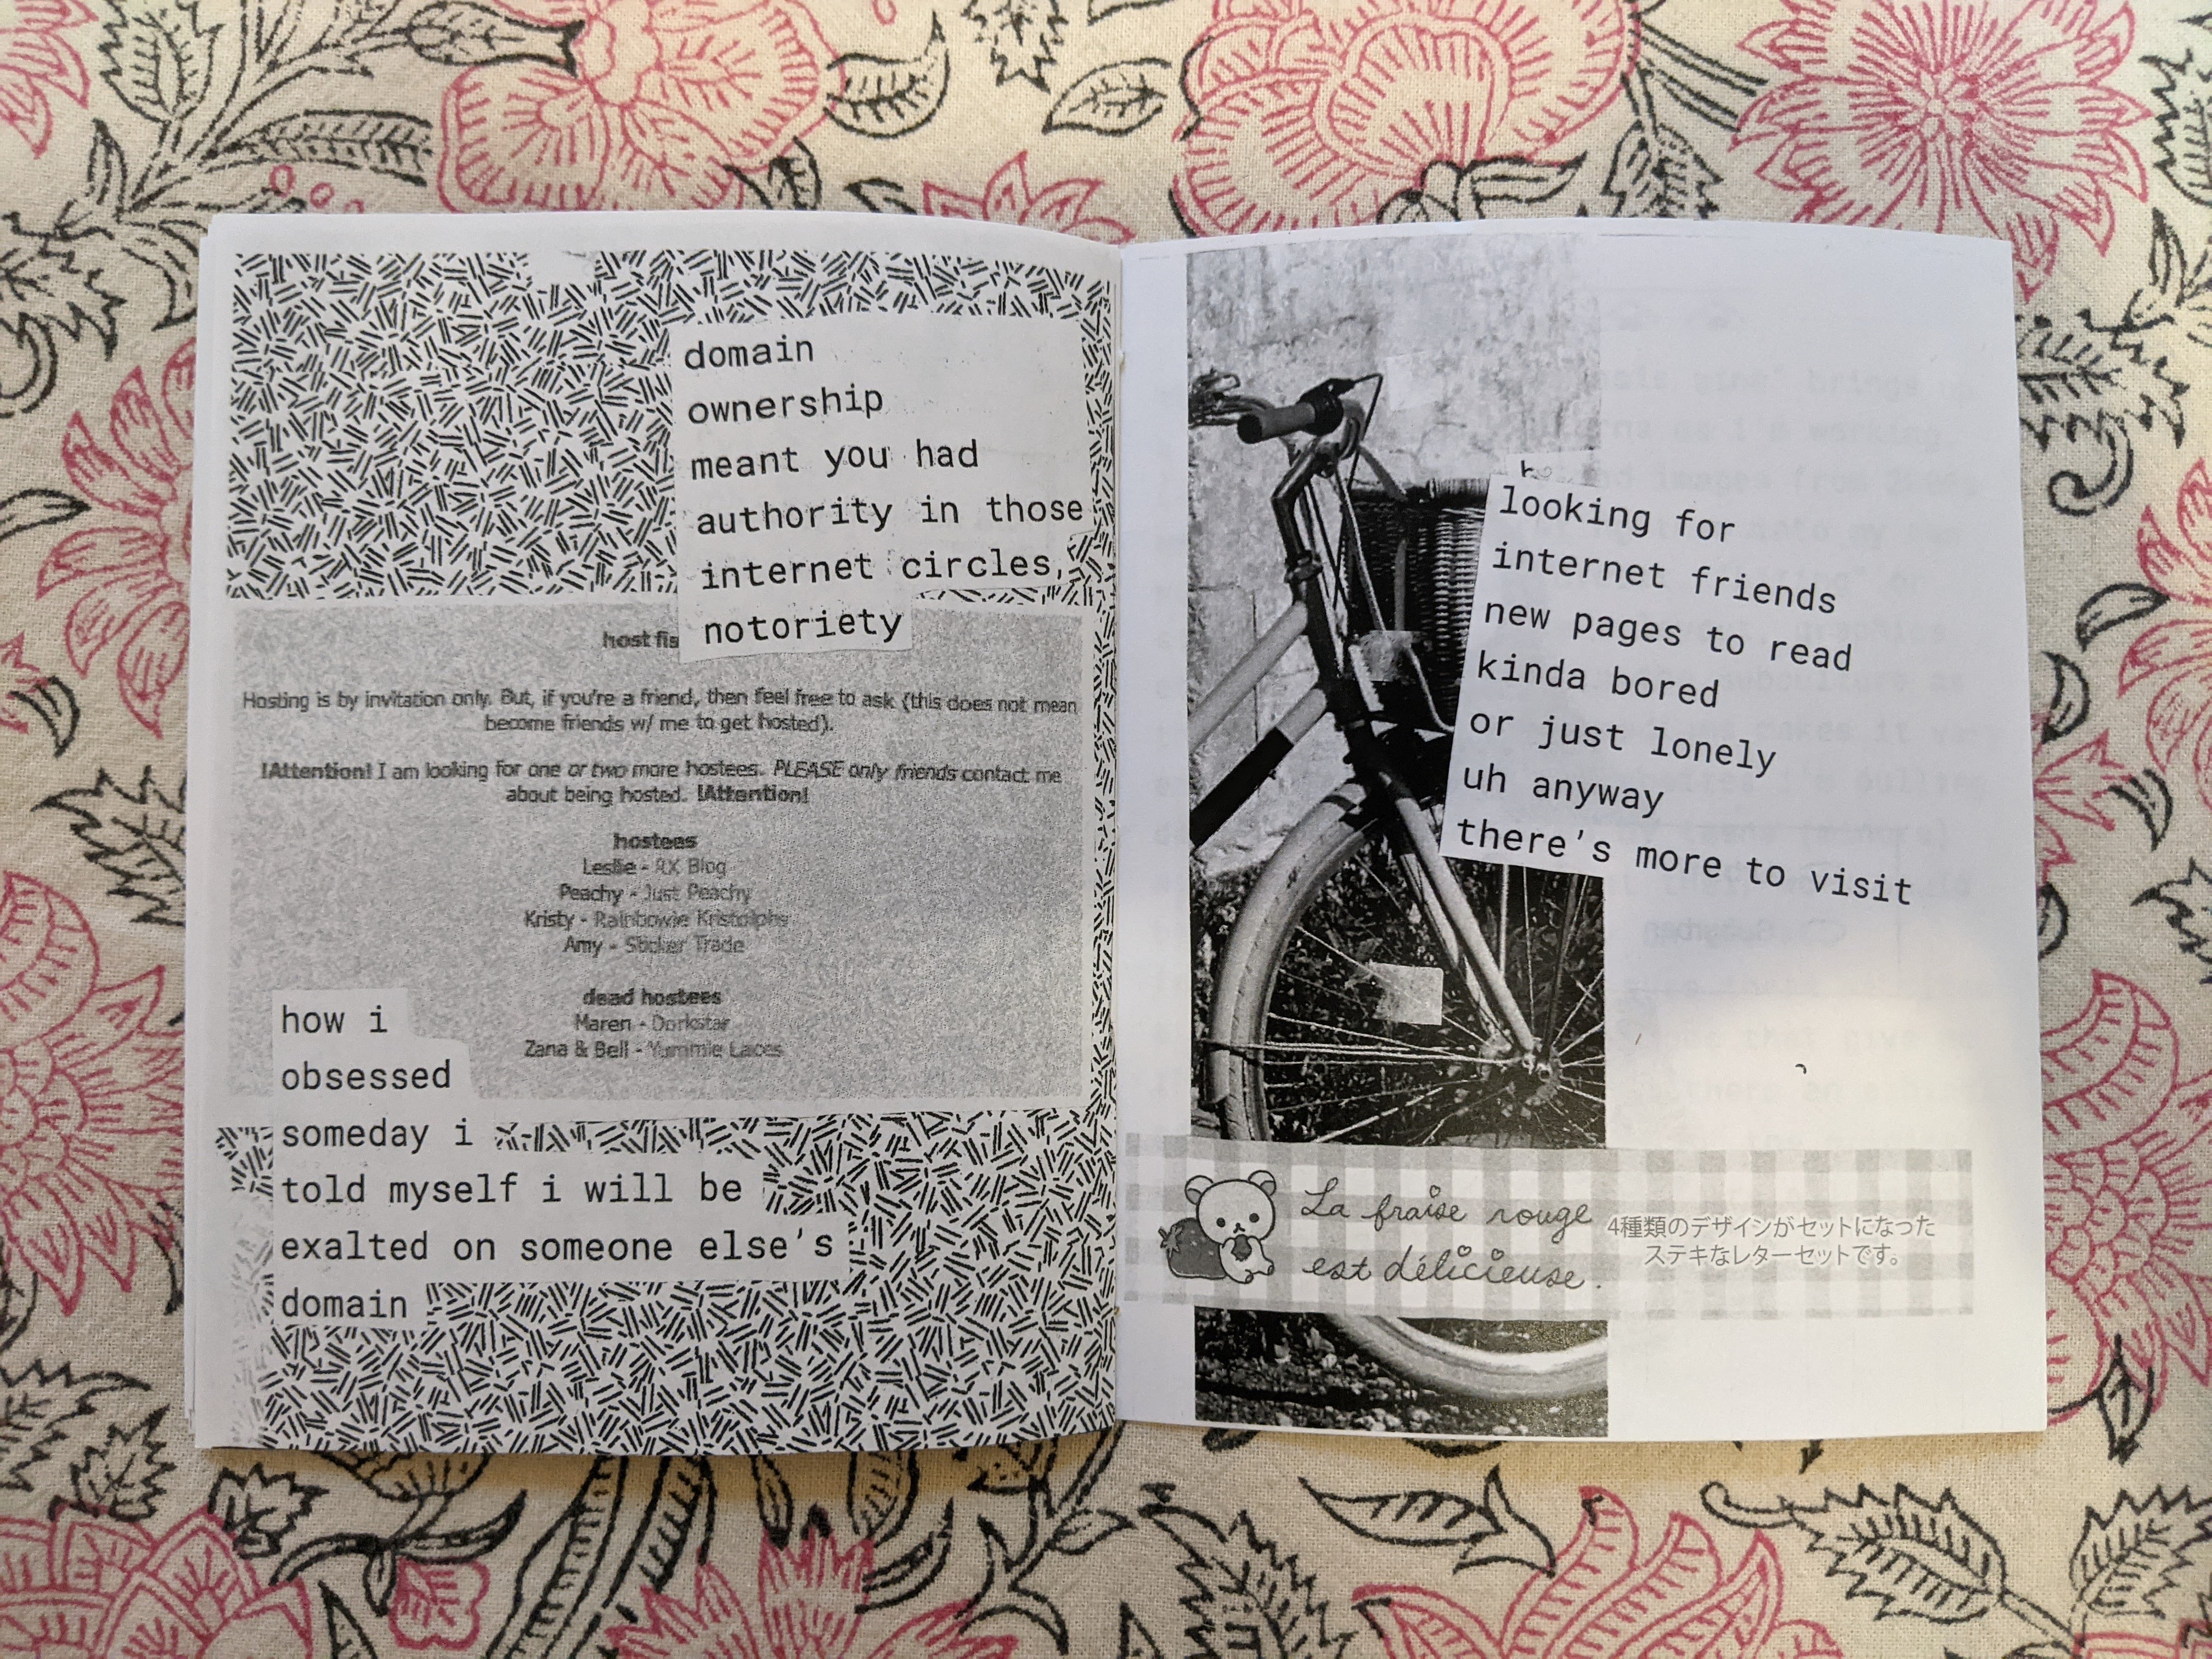 domain
ownership
meant you had
authority in those
internet circles,
notoriety
host
Hosting is by invitation only. But, if you're a friend, then feel free to ask (this does not mean
become friends w/ me to get hosted).
!Attention! I am looking for one or two more hostees. PLEASE only friends contact me
about being hosted. !Attention!
hostees
Leslie - RX Blog
Peachy - Just Peachy
Kristy - Rainbowie
Amy - Sticker Trade
dead hostees
Maren - Dorkstar
Zana & Bell - Yummie Laces
how i
obsessed
someday i
told myself i will be
exalted on someone else's
domain
looking for
internet friends
new pages to read
kinda bored
or just lonely
uh anyway
there's more to visit
La fraise rouge
est délicieuse.
4種類のデザインがセットになった
ステキなレターセットです。